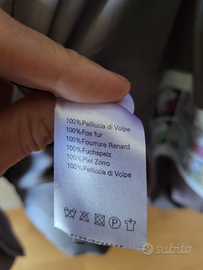 100%Pelliccia di Volpe
100%Fox fur
100%Fourrure Renard
100%Fuchspelz
100%Piel Zorro
100%Pelliccia di Volpe
subito